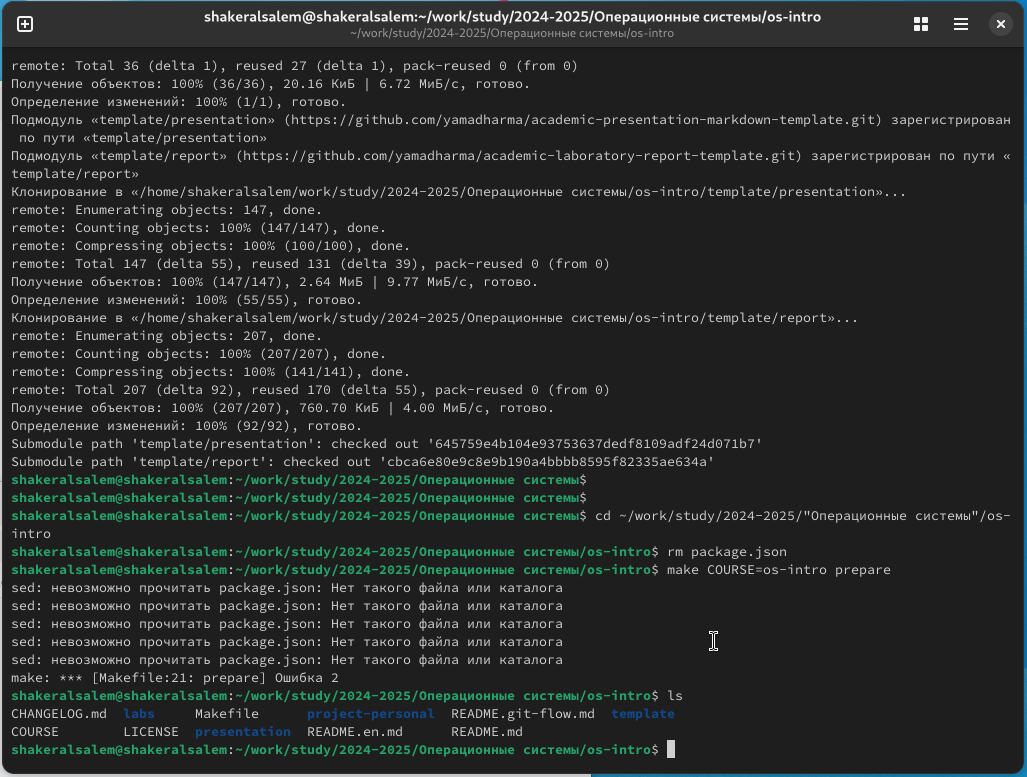 shakeralsalem@shakeralsalem:~/work/study/2024-2025/Операционные системы/os-intro
~/work/study/2024-2025/Операционные системы/os-intro
remote: Total 36 (delta 1), reused 27 (delta 1), pack-reused 0 (from 0)
Получение объектов: 100% (36/36), 20.16 КиБ | 6.72 МиБ/с, готово.
Определение изменений: 100% (1/1), готово.
Подмодуль «template/presentation» (https://github.com/yamadharma/academic-presentation-markdown-template.git) зарегистрирован
 по пути «template/presentation»
Подмодуль «template/report» (https://github.com/yamadharma/academic-laboratory-report-template.git) зарегистрирован по пути «
template/report»
Клонирование в «/home/shakeralsalem/work/study/2024-2025/Операционные системы/os-intro/template/presentation»...
remote: Enumerating objects: 147, done.
remote: Counting objects: 100% (147/147), done.
remote: Compressing objects: 100% (100/100), done.
remote: Total 147 (delta 55), reused 131 (delta 39), pack-reused 0 (from 0)
Получение объектов: 100% (147/147), 2.64 МиБ | 9.77 МиБ/с, готово.
Определение изменений: 100% (55/55), готово.
Клонирование в «/home/shakeralsalem/work/study/2024-2025/Операционные системы/os-intro/template/report»...
remote: Enumerating objects: 207, done.
remote: Counting objects: 100% (207/207), done.
remote: Compressing objects: 100% (141/141), done.
remote: Total 207 (delta 92), reused 170 (delta 55), pack-reused 0 (from 0)
Получение объектов: 100% (207/207), 760.70 КиБ | 4.00 МиБ/с, готово.
Определение изменений: 100% (92/92), готово.
Submodule path 'template/presentation': checked out '645759e4b104e93753637dedf8109adf24d071b7'
Submodule path 'template/report': checked out 'cbca6e80e9c8e9b190a4bbbb8595f82335ae634a'
shakeralsalem@shakeralsalem:~/work/study/2024-2025/Операционные системы$
shakeralsalem@shakeralsalem:~/work/study/2024-2025/Операционные системы$
shakeralsalem@shakeralsalem:~/work/study/2024-2025/Операционные системы$ cd ~/work/study/2024-2025/"Операционные системы"/os-
intro
shakeralsalem@shakeralsalem:~/work/study/2024-2025/Операционные системы/os-intro$ rm package.json
shakeralsalem@shakeralsalem:~/work/study/2024-2025/Операционные системы/os-intro$ make COURSE=os-intro prepare
sed: невозможно прочитать package.json: Нет такого файла или каталога
sed: невозможно прочитать package.json: Нет такого файла или каталога
sed: невозможно прочитать package.json: Нет такого файла или каталога
sed: невозможно прочитать package.json: Нет такого файла или каталога
sed: невозможно прочитать package.json: Нет такого файла или каталога
make: *** [Makefile:21: prepare] Ошибка 2
shakeralsalem@shakeralsalem:~/work/study/2024-2025/Операционные системы/os-intro$ ls
CHANGELOG.md  labs     Makefile      project-personal  README.git-flow.md  template
COURSE        LICENSE  presentation  README.en.md      README.md
shakeralsalem@shakeralsalem:~/work/study/2024-2025/Операционные системы/os-intro$